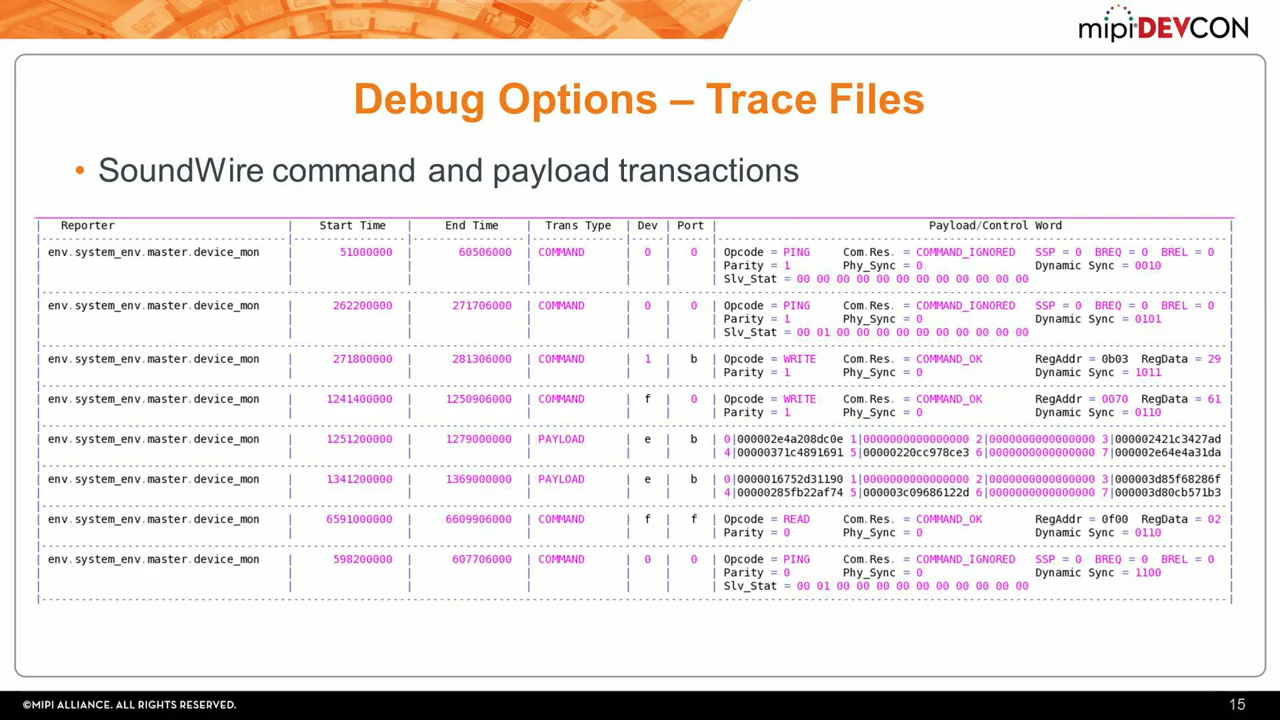 mipi DEVCON
Debug Options – Trace Files
• SoundWire command and payload transactions
Reporter | Start Time | End Time | Trans Type | Dev | Port | Payload/Control Word
env.system_env.master.device_mon | 51000000 | 60506000 | COMMAND | 0 | 0 | Opcode = PING Com.Res. = COMMAND_IGNORED SSP = 0 BREQ = 0 BREL = 0
Parity = 1 Phy_Sync = 0 Dynamic Sync = 0010
Slv_Stat = 00 00 00 00 00 00 00 00 00 00 00 00
env.system_env.master.device_mon | 262200000 | 271706000 | COMMAND | 0 | 0 | Opcode = PING Com.Res. = COMMAND_IGNORED SSP = 0 BREQ = 0 BREL = 0
Parity = 1 Phy_Sync = 0 Dynamic Sync = 0101
Slv_Stat = 00 01 00 00 00 00 00 00 00 00 00 00
env.system_env.master.device_mon | 271800000 | 281306000 | COMMAND | 1 | b | Opcode = WRITE Com.Res. = COMMAND_OK RegAddr = 0b03 RegData = 29
Parity = 1 Phy_Sync = 0 Dynamic Sync = 1011
env.system_env.master.device_mon | 1241400000 | 1250906000 | COMMAND | f | 0 | Opcode = WRITE Com.Res. = COMMAND_OK RegAddr = 0070 RegData = 61
Parity = 1 Phy_Sync = 0 Dynamic Sync = 0110
env.system_env.master.device_mon | 1251200000 | 1279000000 | PAYLOAD | e | b | 0|000002e4a208dc0e 1|0000000000000000 2|0000000000000000 3|000002421c3427ad
4|00000371c4891691 5|00000220cc978ce3 6|0000000000000000 7|000002e64e4a31da
env.system_env.master.device_mon | 1341200000 | 1369000000 | PAYLOAD | e | b | 0|0000016752d31190 1|0000000000000000 2|0000000000000000 3|000003d85f68286f
4|00000285fb22af74 5|000003c09686122d 6|0000000000000000 7|000003d80cb571b3
env.system_env.master.device_mon | 6591000000 | 6609906000 | COMMAND | f | f | Opcode = READ Com.Res. = COMMAND_OK RegAddr = 0f00 RegData = 02
Parity = 0 Phy_Sync = 0 Dynamic Sync = 0110
env.system_env.master.device_mon | 598200000 | 607706000 | COMMAND | 0 | 0 | Opcode = PING Com.Res. = COMMAND_IGNORED SSP = 0 BREQ = 0 BREL = 0
Parity = 0 Phy_Sync = 0 Dynamic Sync = 1100
Slv_Stat = 00 01 00 00 00 00 00 00 00 00 00 00
©MIPI ALLIANCE. ALL RIGHTS RESERVED.
15